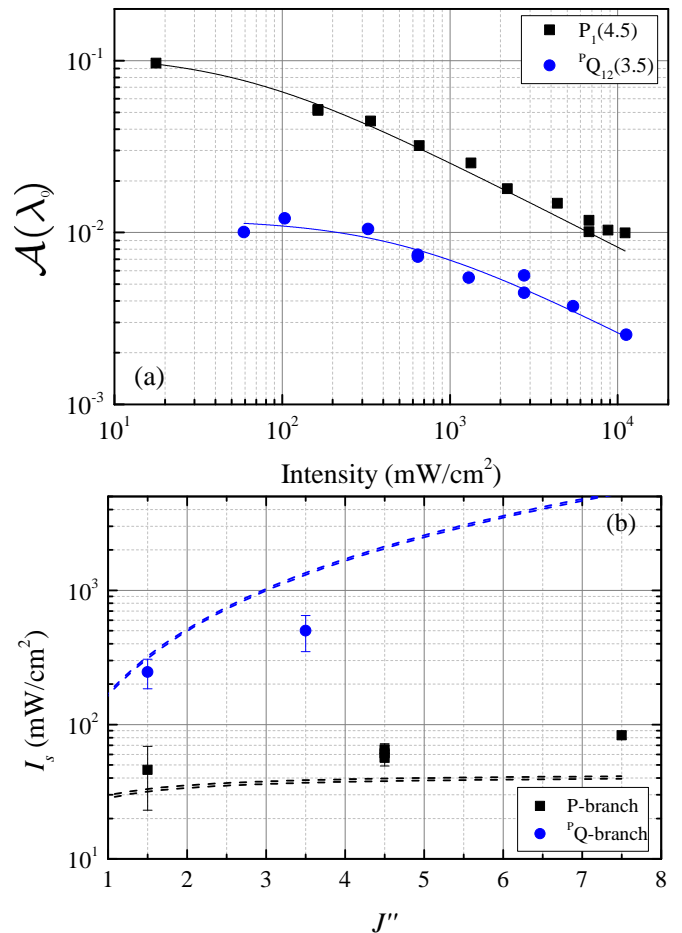 P₁(4.5)
ᴾQ₁₂(3.5)
10⁻¹
10⁻²
10⁻³
𝒜(λ₀)
(a)
10¹ 10² 10³ 10⁴
Intensity (mW/cm²)
(b)
10³
10²
10¹
Iₛ (mW/cm²)
P-branch
ᴾQ-branch
1 2 3 4 5 6 7 8
J''